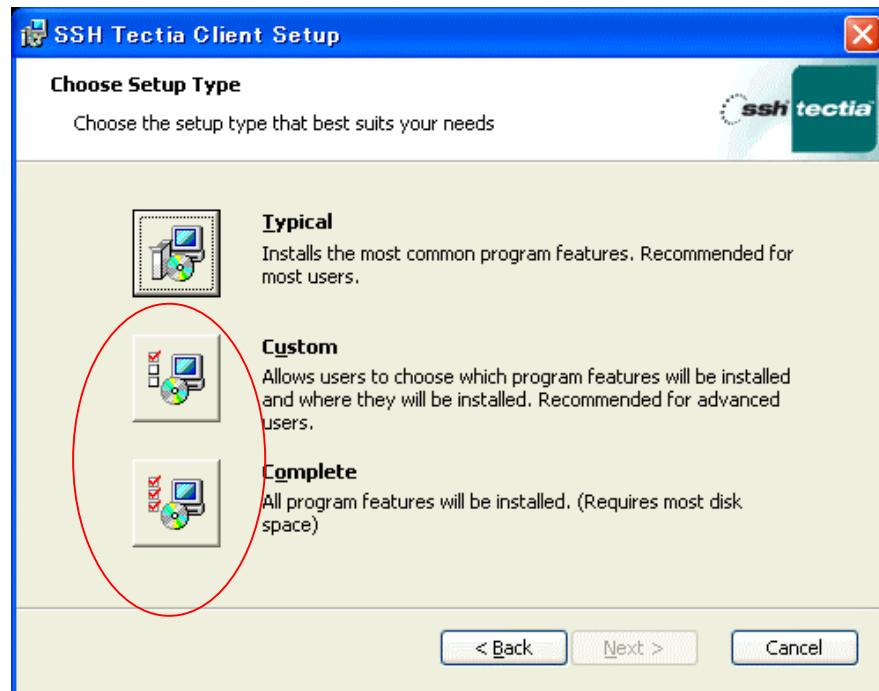 SSH Tectia Client Setup
Choose Setup Type
Choose the setup type that best suits your needs
ssh tectia
Typical
Installs the most common program features. Recommended for
most users.
Custom
Allows users to choose which program features will be installed
and where they will be installed. Recommended for advanced
users.
Complete
All program features will be installed. (Requires most disk
space)
< Back
Next >
Cancel